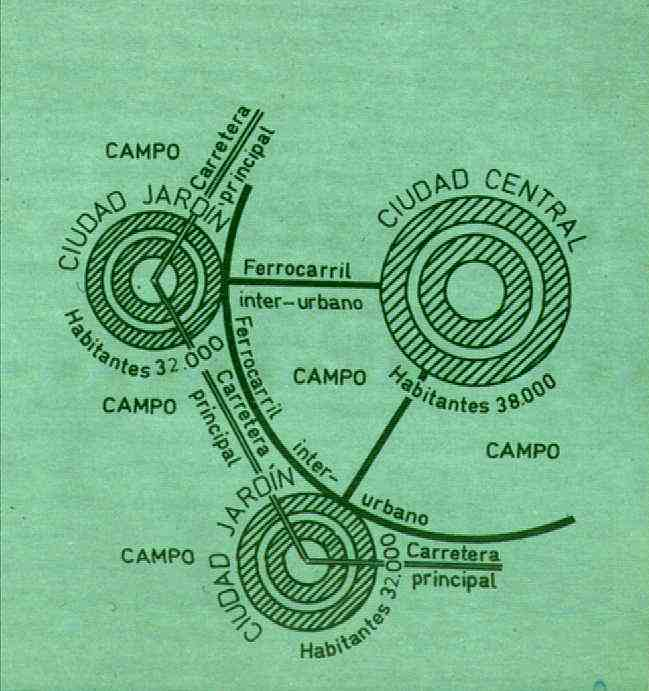 Carretera
principal
CAMPO
CIUDAD JARDÍN
CIUDAD CENTRAL
Ferrocarril
inter-urbano
Habitantes 32.000
Ferrocarril inter-urbano
Carretera
principal
CAMPO
CAMPO
Habitantes 38.000
CAMPO
CIUDAD JARDÍN
CAMPO
Carretera
principal
Habitantes 32.000